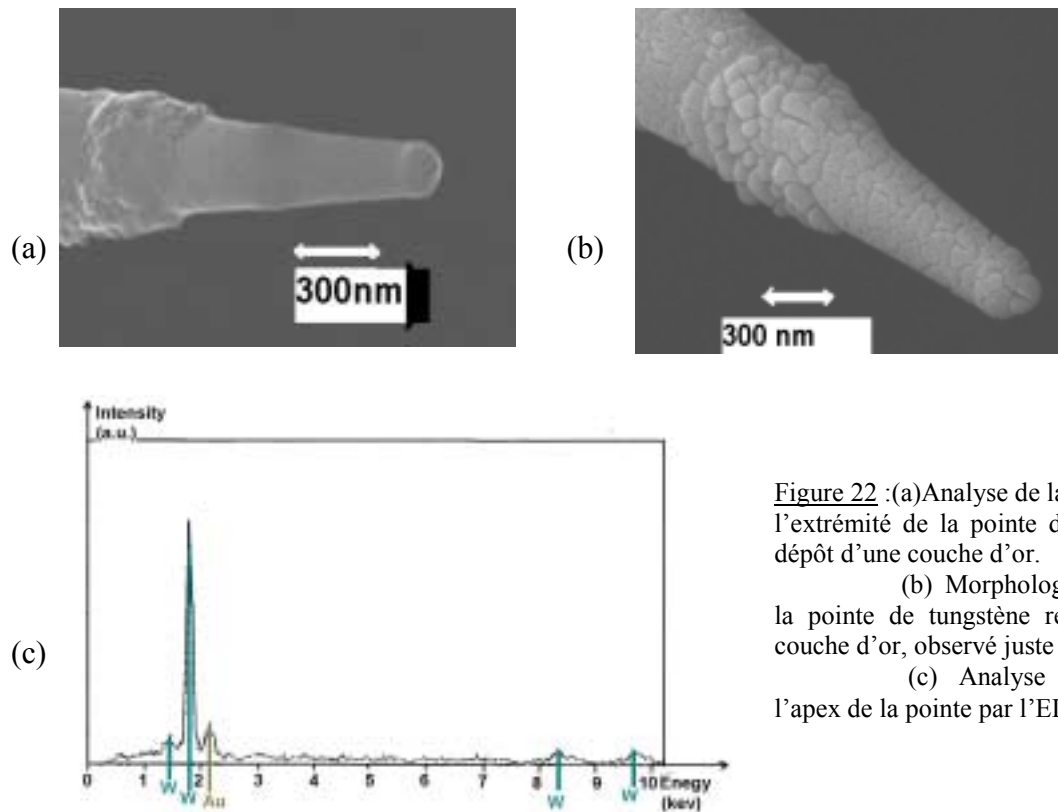 (a)
300nm
(b)
300 nm
(c)
Intensity
(a.u.)
0 1 2 3 4 5 6 7 8 9 10 Enegy
(kev)
W W Au W W
Figure 22 :(a)Analyse de la
l’extrémité de la pointe d
dépôt d’une couche d’or.
(b) Morpholog
la pointe de tungstène re
couche d’or, observé juste
(c) Analyse
l’apex de la pointe par l’E